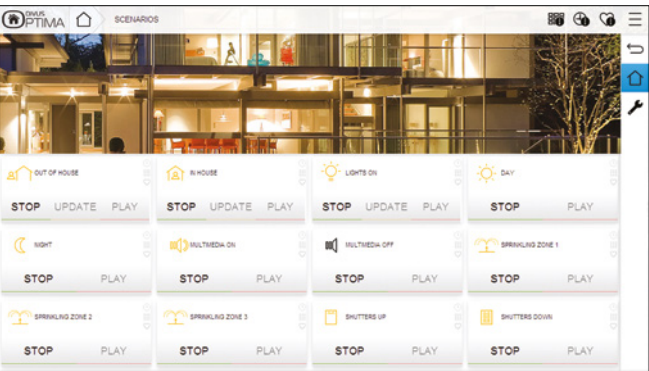 DIVUS
OPTIMA
SCENARIOS
OUT OF HOUSE
IN HOUSE
LIGHTS ON
DAY
STOP UPDATE PLAY
STOP UPDATE PLAY
STOP UPDATE PLAY
STOP PLAY
NIGHT
MULTIMEDIA ON
MULTIMEDIA OFF
SPRINKLING ZONE 1
STOP PLAY
STOP PLAY
STOP PLAY
STOP PLAY
SPRINKLING ZONE 2
SPRINKLING ZONE 3
SHUTTERS UP
SHUTTERS DOWN
STOP PLAY
STOP PLAY
STOP PLAY
STOP PLAY